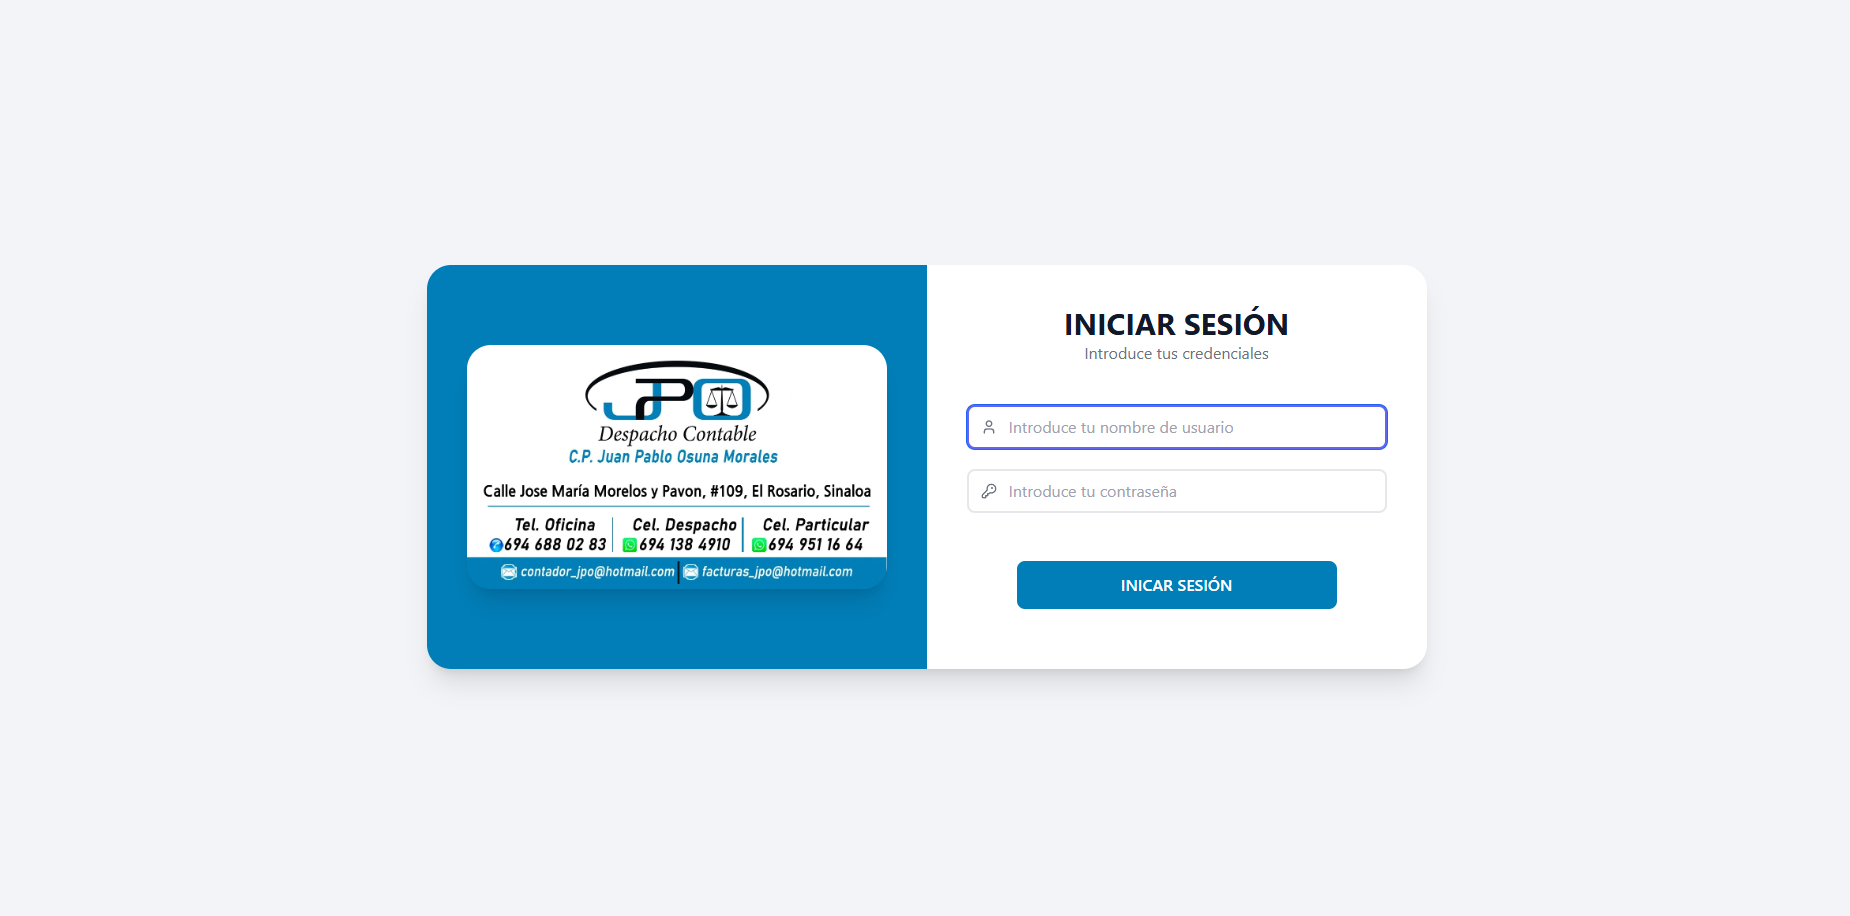 JPO
Despacho Contable
C.P. Juan Pablo Osuna Morales
Calle Jose María Morelos y Pavon, #109, El Rosario, Sinaloa
Tel. Oficina Cel. Despacho Cel. Particular
694 688 02 83 694 138 4910 694 951 16 64
contador_jpo@hotmail.com facturas_jpo@hotmail.com
INICIAR SESIÓN
Introduce tus credenciales
Introduce tu nombre de usuario
Introduce tu contraseña
INICAR SESIÓN